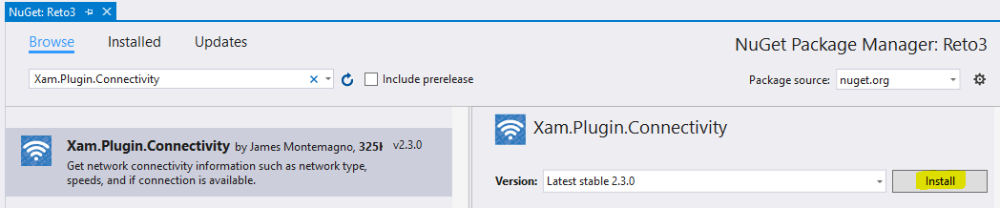 NuGet: Reto3
Browse Installed Updates
NuGet Package Manager: Reto3
Xam.Plugin.Connectivity
Include prerelease
Package source: nuget.org
Xam.Plugin.Connectivity by James Montemagno, 325 v2.3.0
Get network connectivity information such as network type,
speeds, and if connection is available.
Xam.Plugin.Connectivity
Version: Latest stable 2.3.0 Install